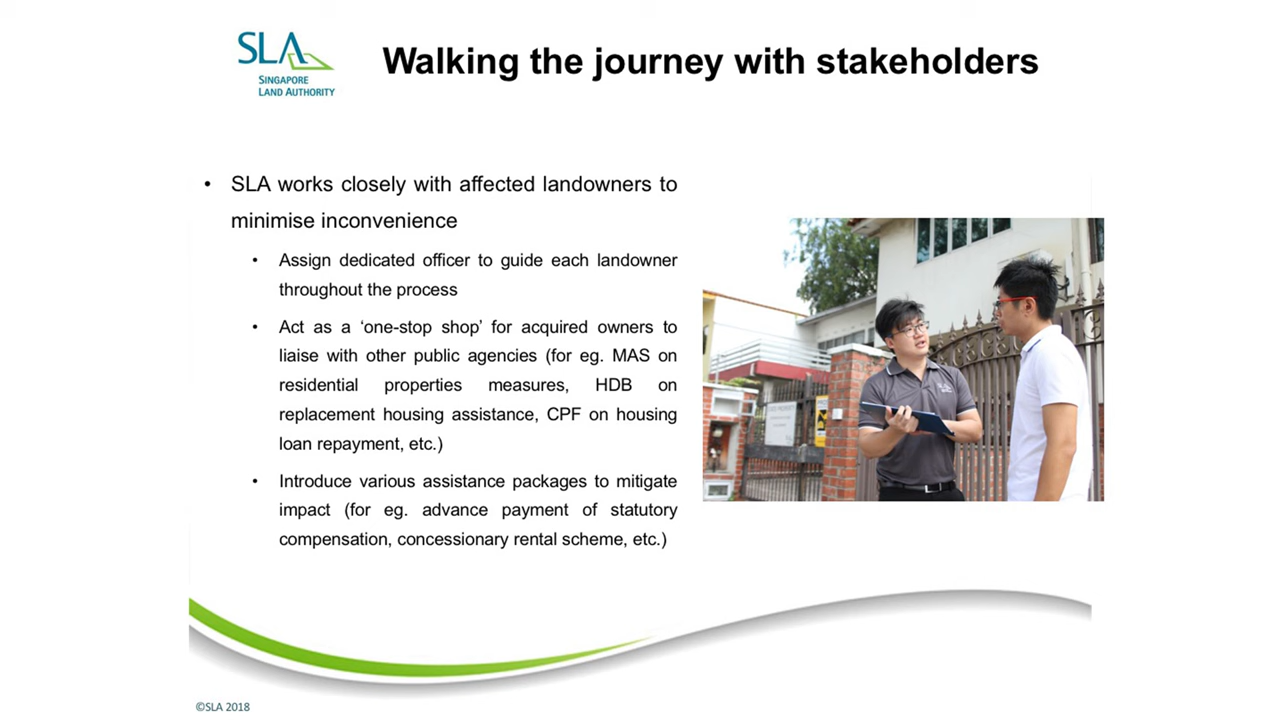 SLA
SINGAPORE
LAND AUTHORITY
Walking the journey with stakeholders
• SLA works closely with affected landowners to
minimise inconvenience
• Assign dedicated officer to guide each landowner
throughout the process
• Act as a ‘one-stop shop’ for acquired owners to
liaise with other public agencies (for eg. MAS on
residential properties measures, HDB on
replacement housing assistance, CPF on housing
loan repayment, etc.)
• Introduce various assistance packages to mitigate
impact (for eg. advance payment of statutory
compensation, concessionary rental scheme, etc.)
©SLA 2018